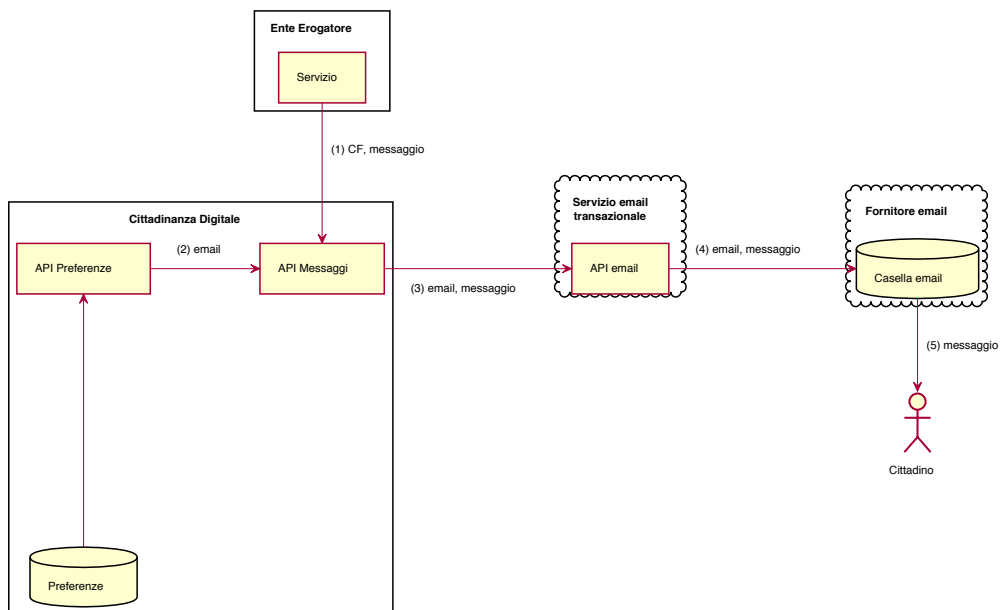 Ente Erogatore
Servizio
(1) CF, messaggio
Cittadinanza Digitale
API Preferenze
(2) email
API Messaggi
(3) email, messaggio
Servizio email
transazionale
API email
(4) email, messaggio
Fornitore email
Casella email
(5) messaggio
Cittadino
Preferenze